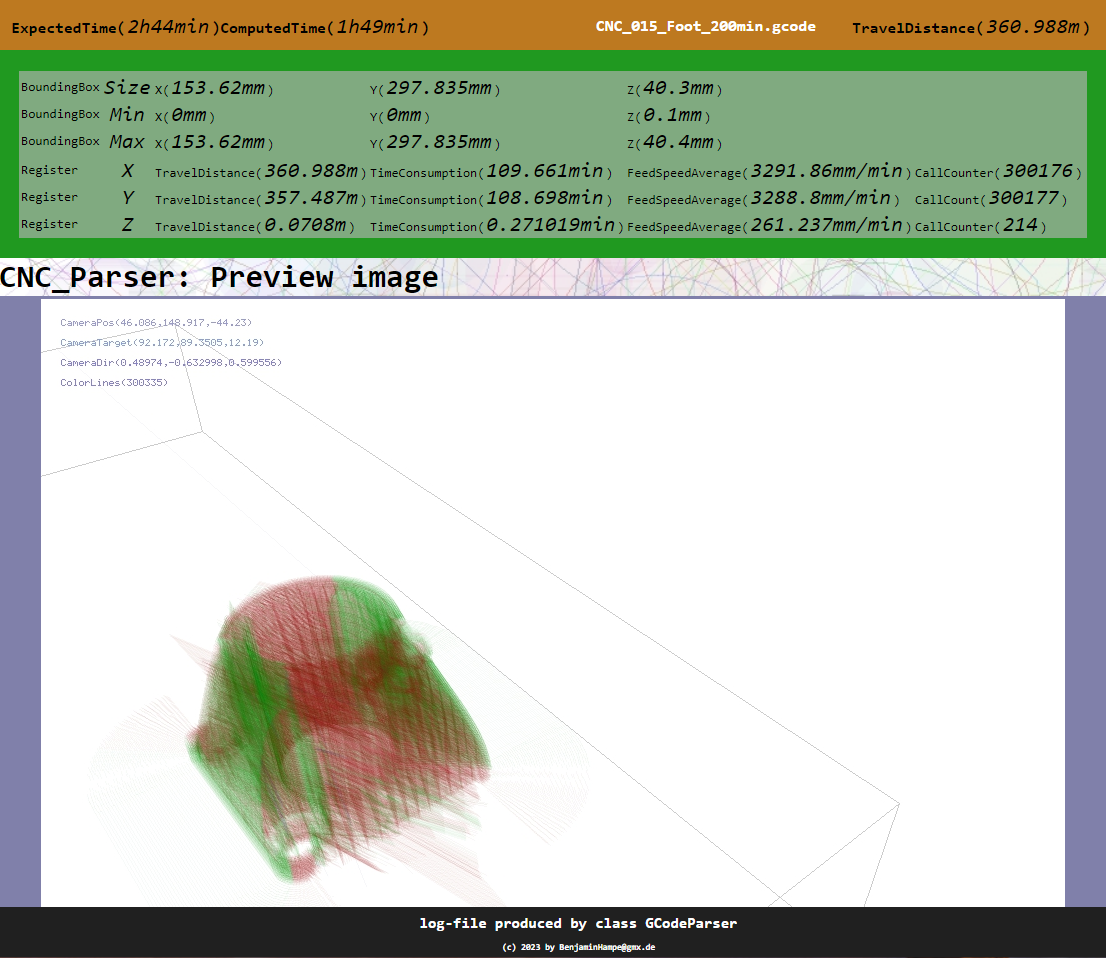 ExpectedTime(2h44min)ComputedTime(1h49min) CNC_015_Foot_200min.gcode TravelDistance(360.988m)
BoundingBox Size X(153.62mm) Y(297.835mm) Z(40.3mm)
BoundingBox Min X(0mm) Y(0mm) Z(0.1mm)
BoundingBox Max X(153.62mm) Y(297.835mm) Z(40.4mm)
Register X TravelDistance(360.988m) TimeConsumption(109.661min) FeedSpeedAverage(3291.86mm/min) CallCounter(300176)
Register Y TravelDistance(357.487m) TimeConsumption(108.698min) FeedSpeedAverage(3288.8mm/min) CallCount(300177)
Register Z TravelDistance(0.0708m) TimeConsumption(0.271019min) FeedSpeedAverage(261.237mm/min) CallCounter(214)
CNC_Parser: Preview image
CameraPos(46.086,148.917,-44.23)
CameraTarget(92.172,89.3505,12.19)
CameraDir(0.48974,-0.632998,0.599556)
ColorLines(300335)
log-file produced by class GCodeParser
(c) 2023 by BenjaminHampe@gmx.de